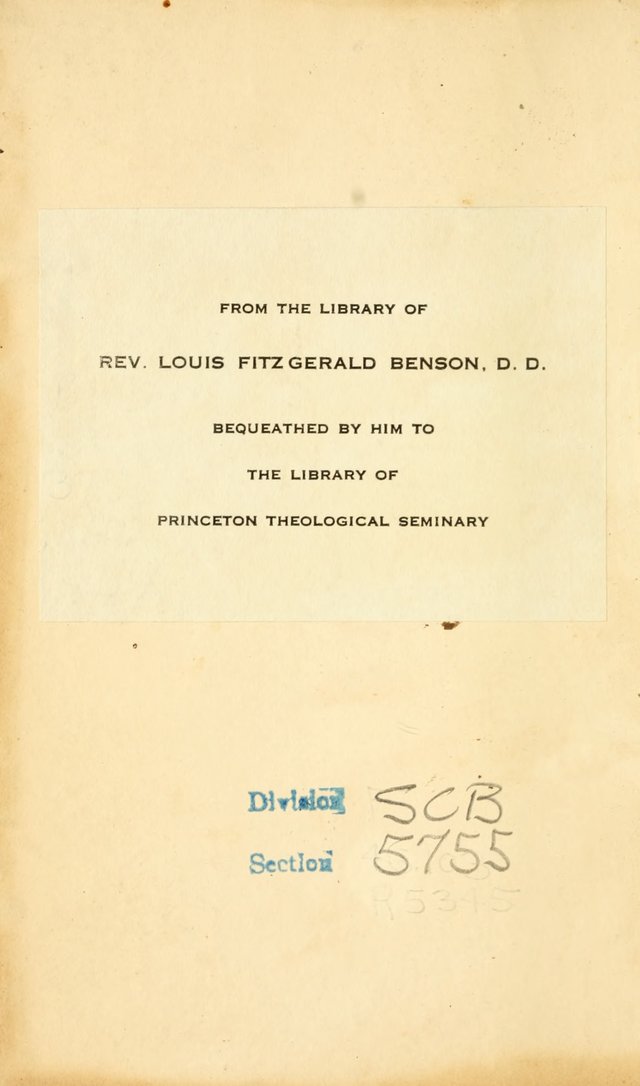 FROM THE LIBRARY OF
REV. LOUIS FITZGERALD BENSON, D. D.
BEQUEATHED BY HIM TO
THE LIBRARY OF
PRINCETON THEOLOGICAL SEMINARY
Division SCB
Section 5755